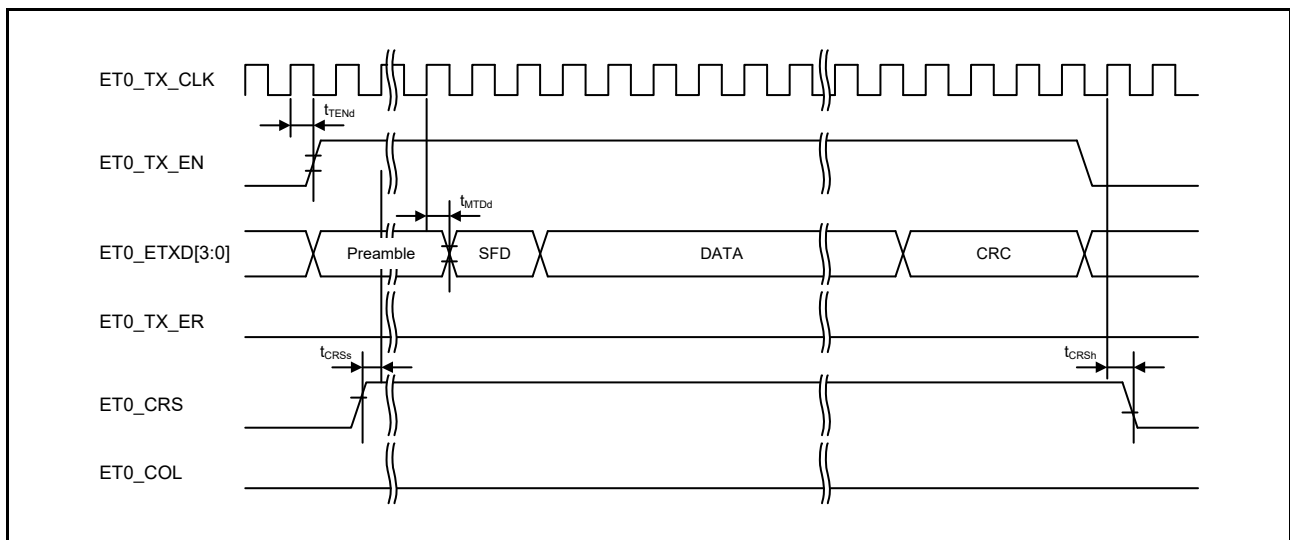 ET0_TX_CLK
tTENd
ET0_TX_EN
tMTDd
ET0_ETXD[3:0] Preamble SFD DATA CRC
ET0_TX_ER
tCRSs tCRSh
ET0_CRS
ET0_COL